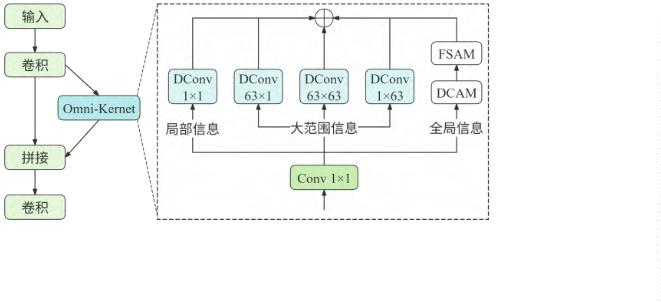 输入
卷积
Omni-Kernet
拼接
卷积
FSAM
DConv
1×1
DConv
63×1
DConv
63×63
DConv
1×63
DCAM
局部信息
大范围信息
全局信息
Conv 1×1